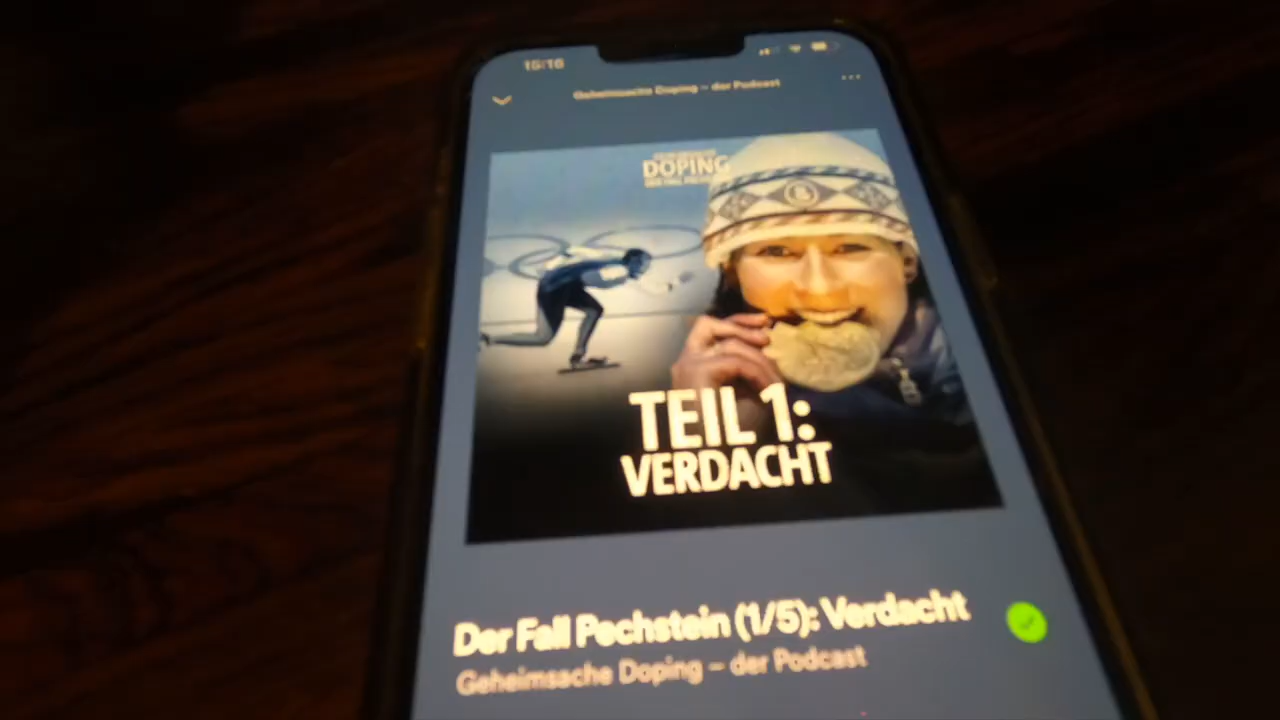 15:16
Geheimsache Doping – der Podcast
DOPING
TEIL 1:
VERDACHT
Der Fall Pechstein (1/5): Verdacht
Geheimsache Doping – der Podcast